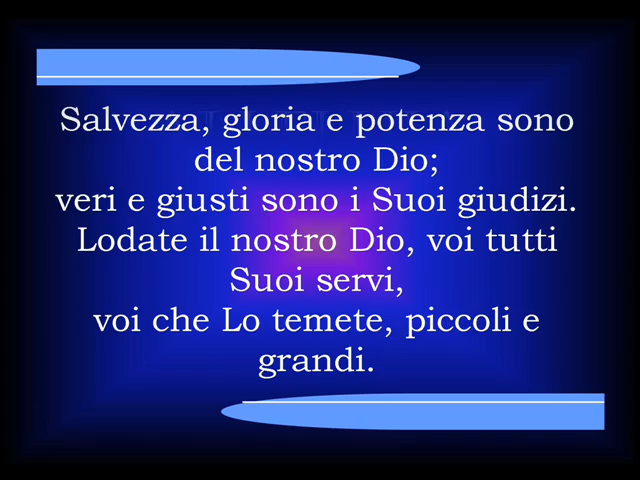 Salvezza, gloria e potenza sono
del nostro Dio;
veri e giusti sono i Suoi giudizi.
Lodate il nostro Dio, voi tutti
Suoi servi,
voi che Lo temete, piccoli e
grandi.